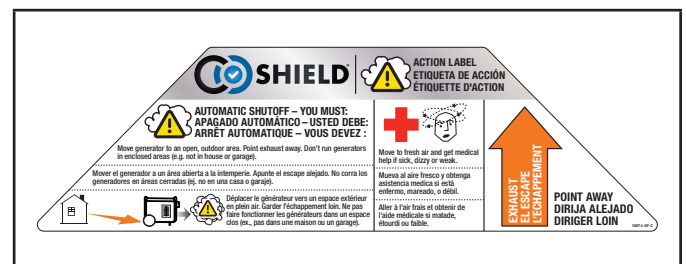 CO SHIELD
ACTION LABEL
ETIQUETA DE ACCIÓN
ÉTIQUETTE D'ACTION
AUTOMATIC SHUTOFF – YOU MUST:
APAGADO AUTOMÁTICO – USTED DEBE:
ARRÊT AUTOMATIQUE – VOUS DEVEZ :
Move generator to an open, outdoor area. Point exhaust away. Don't run generators
in enclosed areas (e.g. not in house or garage).
Mover el generador a un área abierta a la intemperie. Apunte el escape alejado. No corra los
generadores en áreas cerradas (ej. no en una casa o garaje).
Déplacer le générateur vers un espace extérieur
en plein air. Garder l'échappement loin. Ne pas
faire fonctionner les générateurs dans un espace
clos (ex., pas dans une maison ou un garage).
Move to fresh air and get medical
help if sick, dizzy or weak.
Mueva al aire fresco y obtenga
asistencia medica si está
enfermo, mareado, o débil.
Aller à l'air frais et obtenir de
l'aide médicale si malade,
étourdi ou faible.
EXHAUST
EL ESCAPE
L'ÉCHAPPEMENT
POINT AWAY
DIRIJA ALEJADO
DIRIGER LOIN